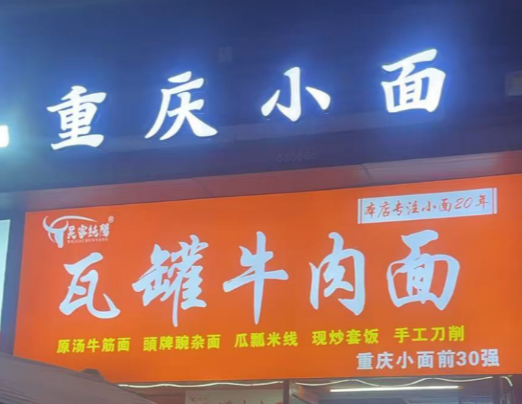 重庆小面
本店专注小面20年
瓦罐牛肉面
原汤牛筋面 頭牌豌杂面 瓜瓢米线 现炒套饭 手工刀削
重庆小面前30强